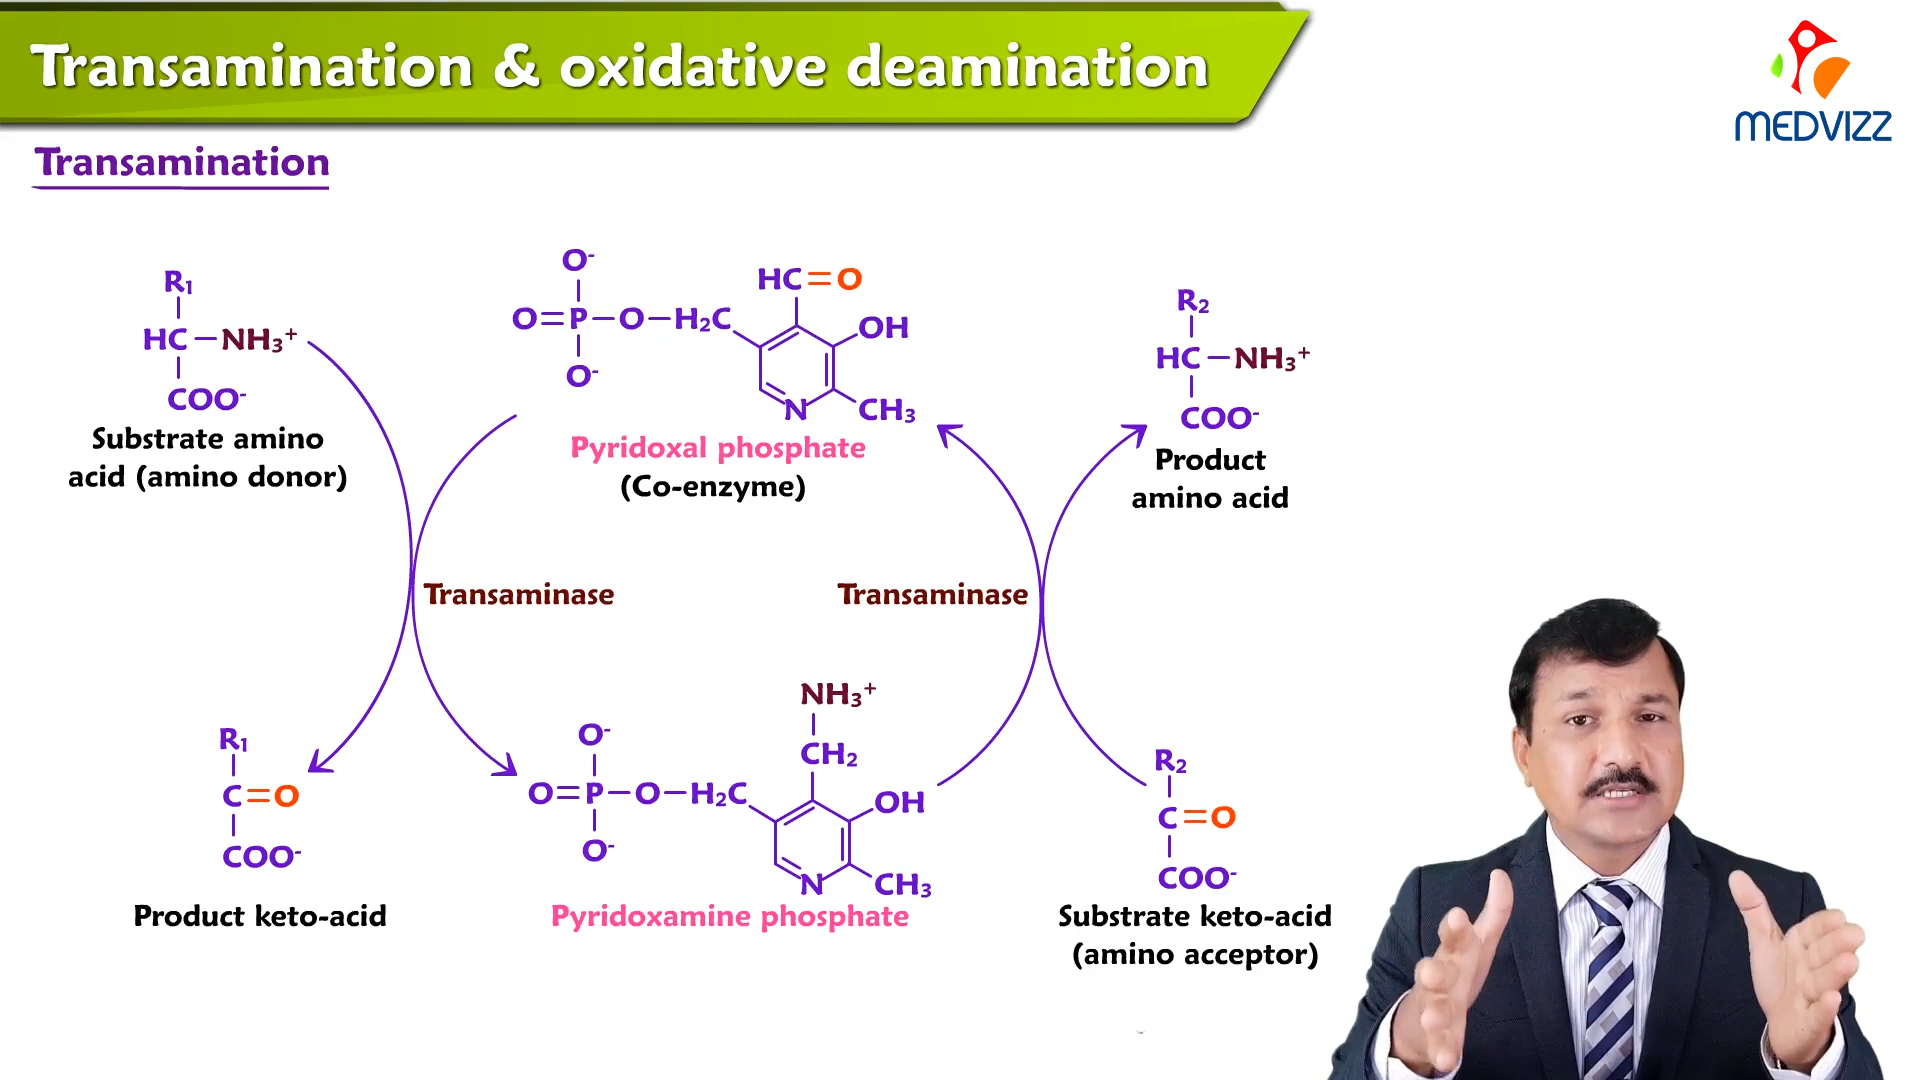 Transamination & oxidative deamination
MEDVIZZ
Transamination
R₁
HC–NH₃⁺
COO⁻
Substrate amino
acid (amino donor)
O⁻
O=P–O–H₂C
O⁻
HC=O
OH
N
CH₃
Pyridoxal phosphate
(Co-enzyme)
R₂
HC–NH₃⁺
COO⁻
Product
amino acid
Transaminase
Transaminase
R₁
C=O
COO⁻
Product keto-acid
NH₃⁺
CH₂
O⁻
O=P–O–H₂C
O⁻
OH
N
CH₃
Pyridoxamine phosphate
R₂
C=O
COO⁻
Substrate keto-acid
(amino acceptor)